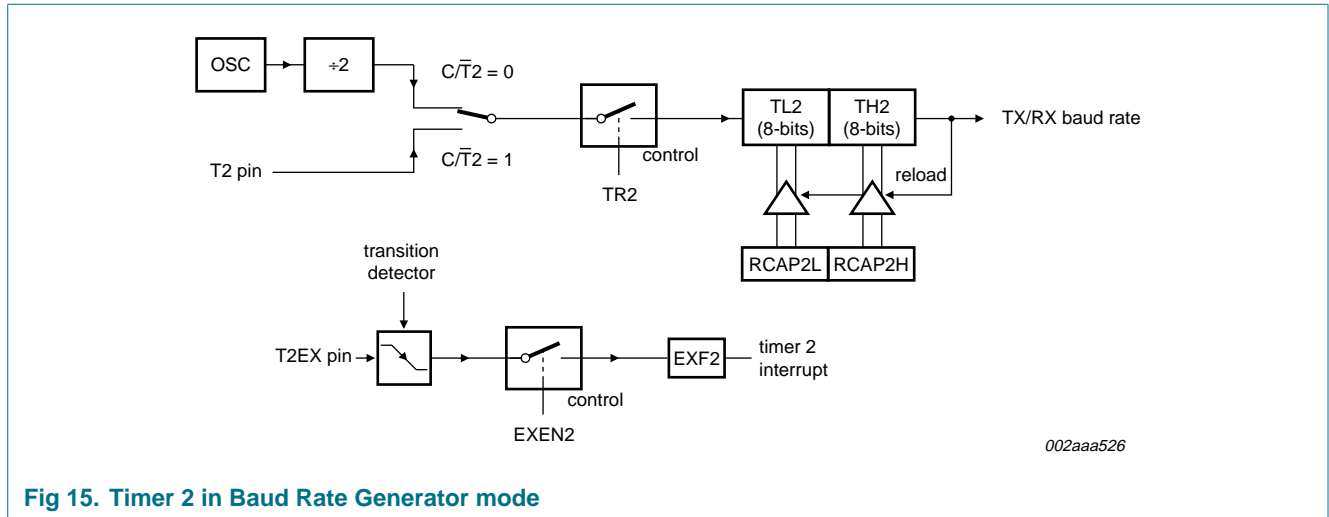 OSC
÷2
C/T̅2 = 0
T2 pin
C/T̅2 = 1
control
TR2
TL2
(8-bits)
TH2
(8-bits)
TX/RX baud rate
reload
RCAP2L
RCAP2H
transition
detector
T2EX pin
control
EXEN2
EXF2
timer 2
interrupt
002aaa526
Fig 15. Timer 2 in Baud Rate Generator mode